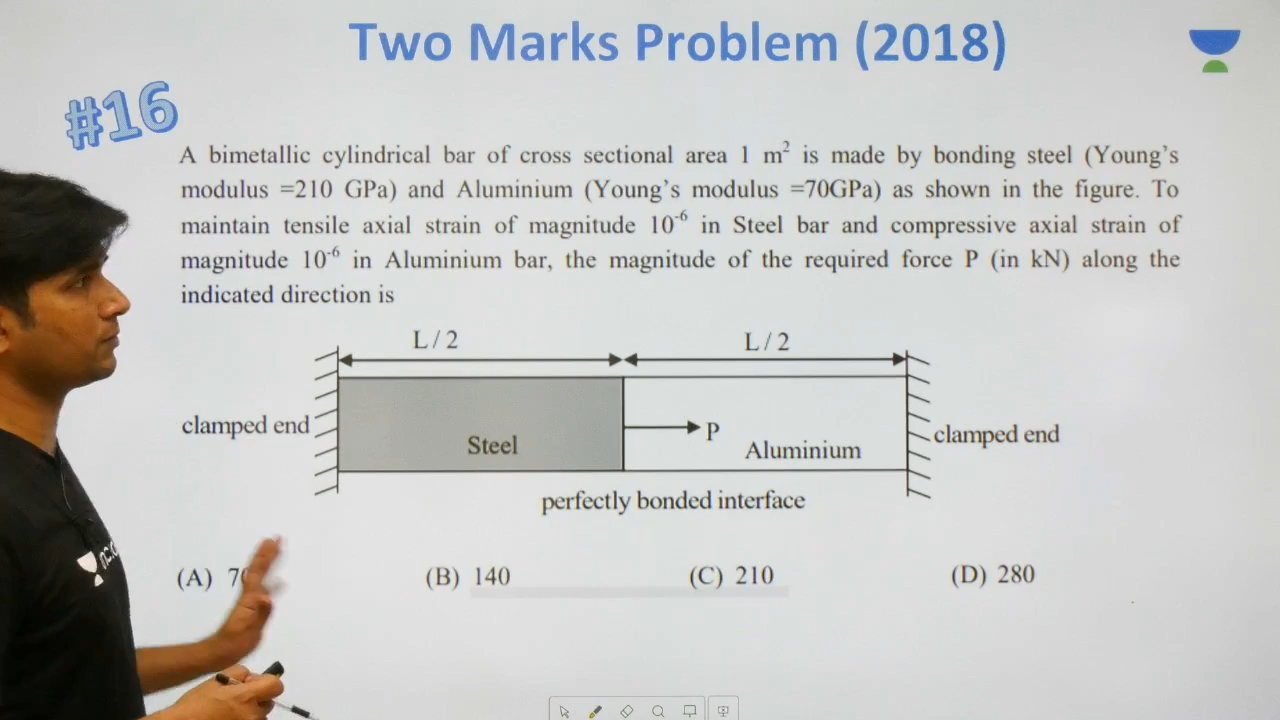 Two Marks Problem (2018)
#16
A bimetallic cylindrical bar of cross sectional area 1 m² is made by bonding steel (Young's
modulus =210 GPa) and Aluminium (Young's modulus =70GPa) as shown in the figure. To
maintain tensile axial strain of magnitude 10⁻⁶ in Steel bar and compressive axial strain of
magnitude 10⁻⁶ in Aluminium bar, the magnitude of the required force P (in kN) along the
indicated direction is
L / 2 L / 2
clamped end Steel P Aluminium clamped end
perfectly bonded interface
(A) (B) 140 (C) 210 (D) 280